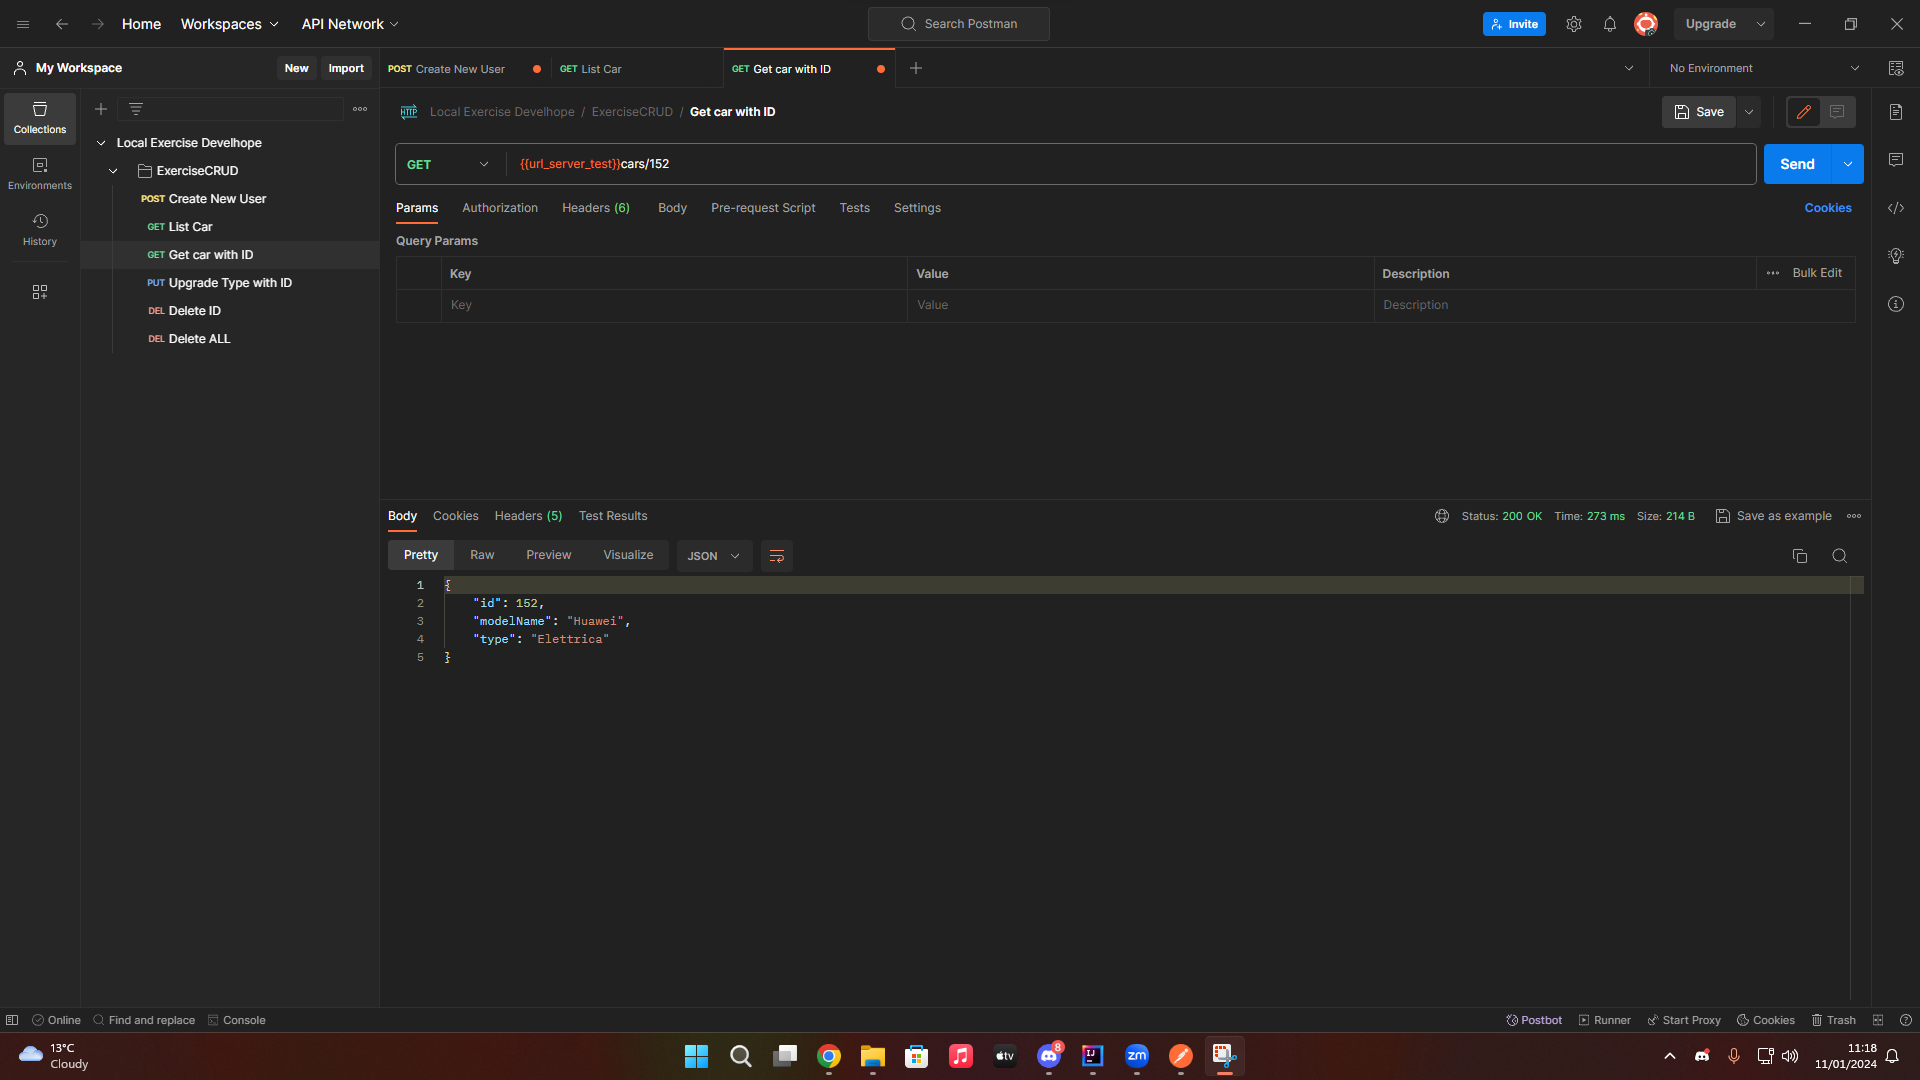 Home Workspaces API Network Search Postman Invite Upgrade
My Workspace New Import POST Create New User GET List Car GET Get car with ID No Environment
Collections
Environments
History
Local Exercise Develhope
ExerciseCRUD
POST Create New User
GET List Car
GET Get car with ID
PUT Upgrade Type with ID
DEL Delete ID
DEL Delete ALL
HTTP Local Exercise Develhope / ExerciseCRUD / Get car with ID Save
GET {{url_server_test}}cars/152 Send
Params Authorization Headers (6) Body Pre-request Script Tests Settings Cookies
Query Params
Key Value Description Bulk Edit
Key Value Description
Body Cookies Headers (5) Test Results Status: 200 OK Time: 273 ms Size: 214 B Save as example
Pretty Raw Preview Visualize JSON
1 {
2 "id": 152,
3 "modelName": "Huawei",
4 "type": "Elettrica"
5 }
Online Find and replace Console Postbot Runner Start Proxy Cookies Trash
13°C
Cloudy
tv
8
IJ
zm
11:18
11/01/2024